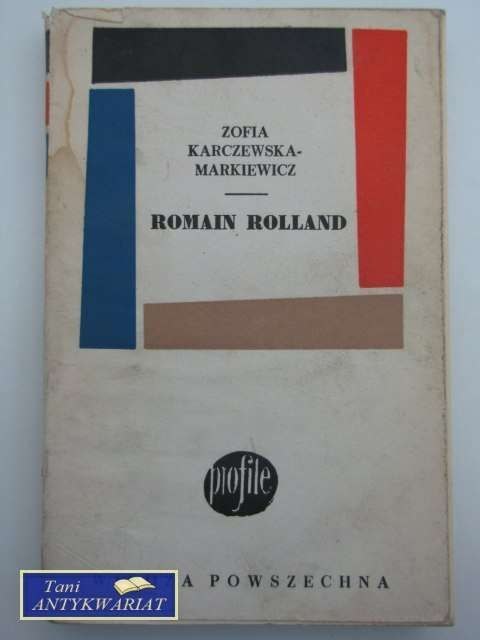 ZOFIA
KARCZEWSKA-
MARKIEWICZ
ROMAIN ROLLAND
profile
POWSZECHNA
Tani
ANTYKWARIAT